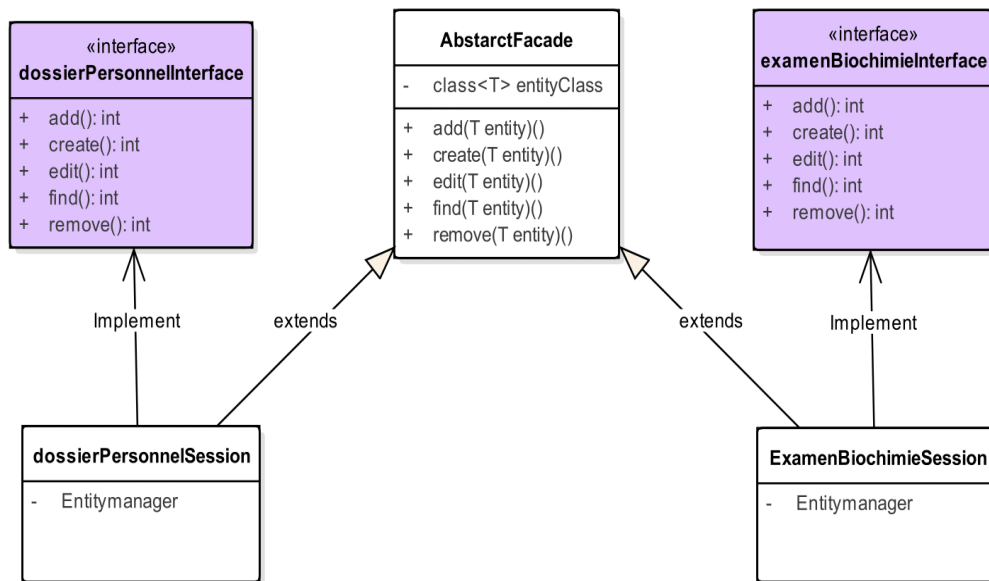 «interface»
dossierPersonnelInterface
+ add(): int
+ create(): int
+ edit(): int
+ find(): int
+ remove(): int
AbstarctFacade
- class<T> entityClass
+ add(T entity)()
+ create(T entity)()
+ edit(T entity)()
+ find(T entity)()
+ remove(T entity)()
«interface»
examenBiochimieInterface
+ add(): int
+ create(): int
+ edit(): int
+ find(): int
+ remove(): int
Implement
extends
extends
Implement
dossierPersonnelSession
- Entitymanager
ExamenBiochimieSession
- Entitymanager